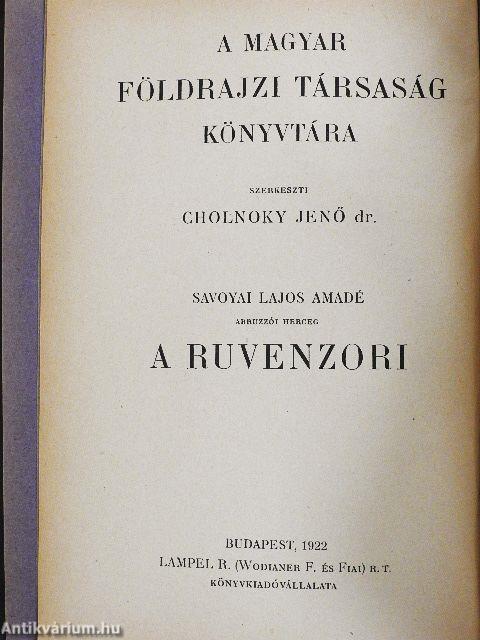 A MAGYAR
FÖLDRAJZI TÁRSASÁG
KÖNYVTÁRA
SZERKESZTI
CHOLNOKY JENŐ dr.
SAVOYAI LAJOS AMADÉ
ABRUZZÓI HERCEG
A RUVENZORI
BUDAPEST, 1922
LAMPEL R. (WODIANER F. ÉS FIAI) R. T.
KÖNYVKIADÓVÁLLALATA
Antikvárium.hu